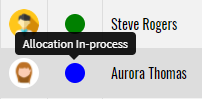 Steve Rogers
Allocation In-process
Aurora Thomas